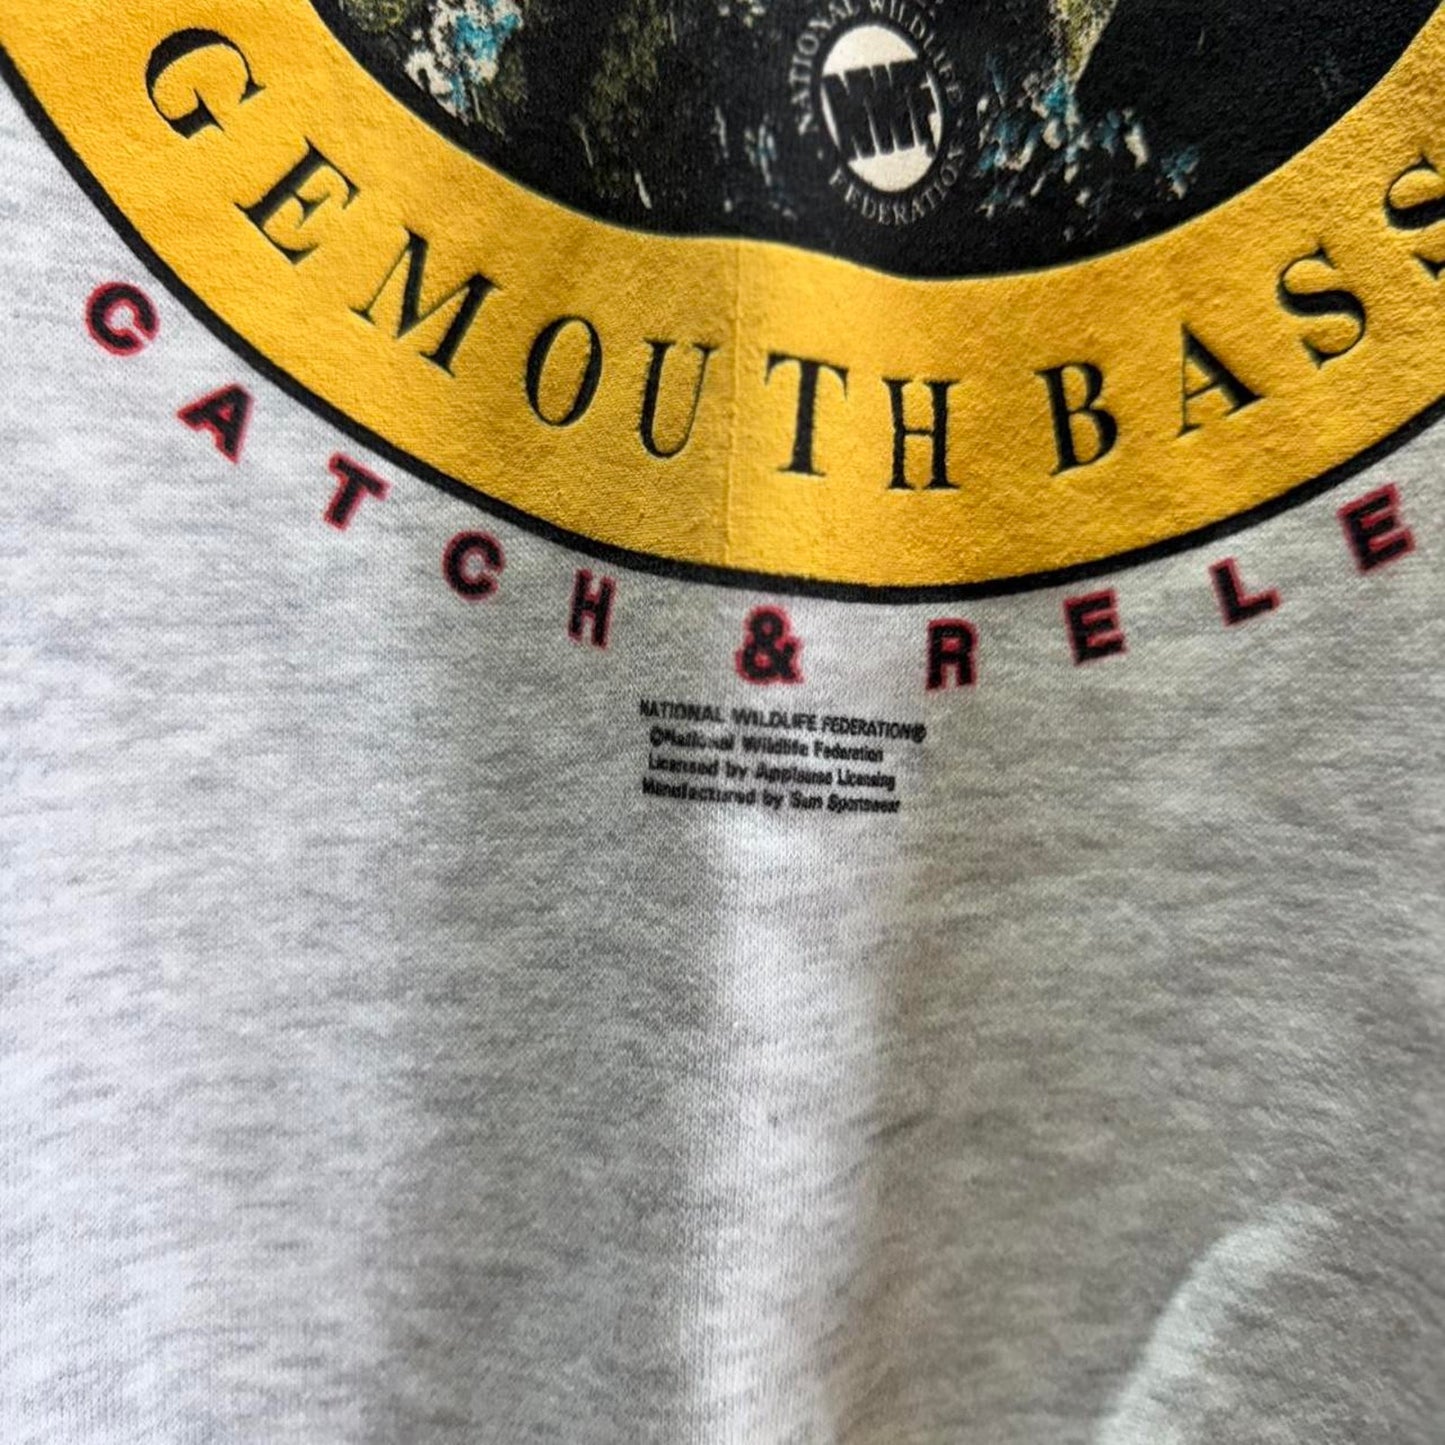 NATIONAL WILDLIFE
NWF
FEDERATION
GEMOUTH BASS
CATCH & RELE
NATIONAL WILDLIFE FEDERATION®
©National Wildlife Federation
Licensed by Applause Licensing
Manufactured by Sun Sportswear